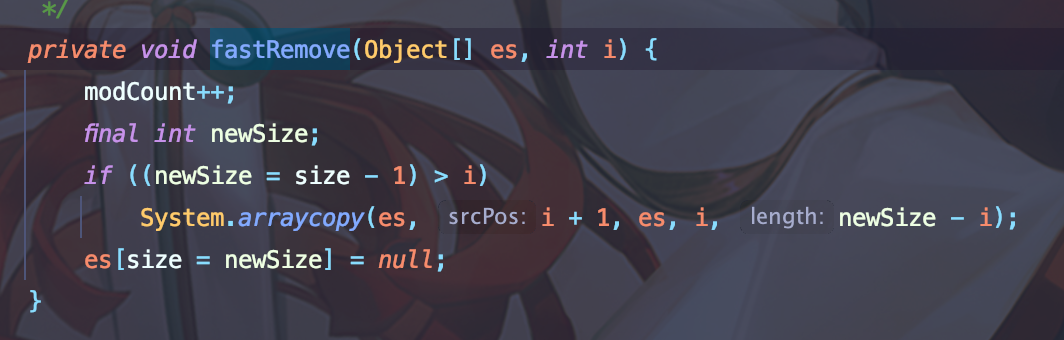 */
private void fastRemove(Object[] es, int i) {
modCount++;
final int newSize;
if ((newSize = size - 1) > i)
System.arraycopy(es, srcPos: i + 1, es, i, length: newSize - i);
es[size = newSize] = null;
}